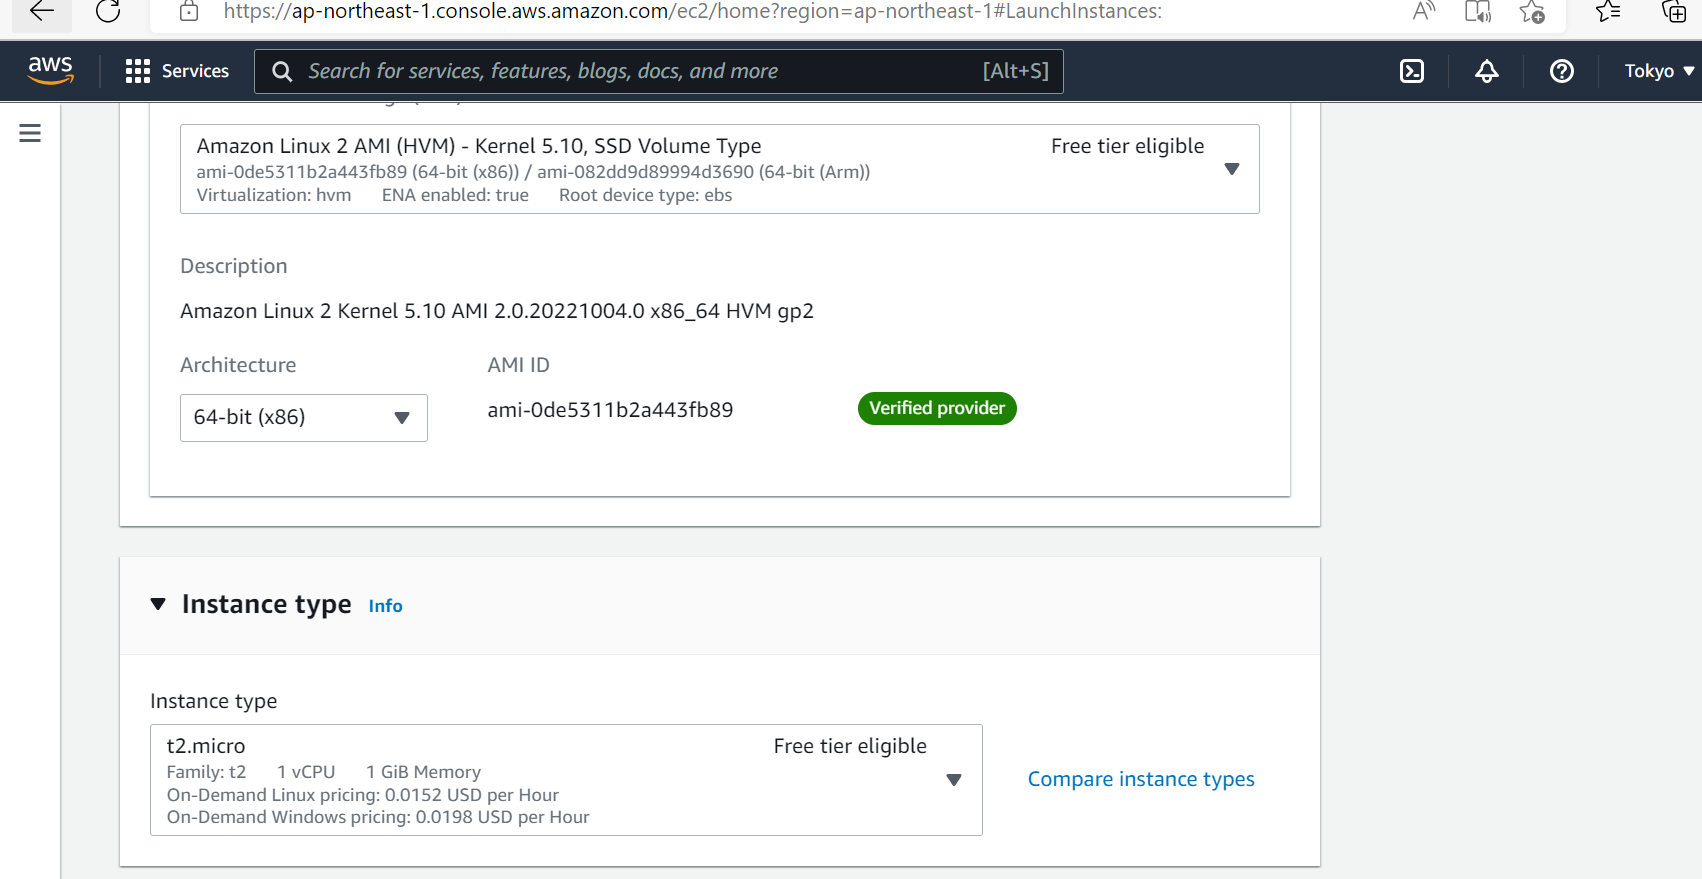 https://ap-northeast-1.console.aws.amazon.com/ec2/home?region=ap-northeast-1#LaunchInstances:
aws Services Search for services, features, blogs, docs, and more [Alt+S] Tokyo
Amazon Linux 2 AMI (HVM) - Kernel 5.10, SSD Volume Type Free tier eligible
ami-0de5311b2a443fb89 (64-bit (x86)) / ami-082dd9d89994d3690 (64-bit (Arm))
Virtualization: hvm ENA enabled: true Root device type: ebs
Description
Amazon Linux 2 Kernel 5.10 AMI 2.0.20221004.0 x86_64 HVM gp2
Architecture AMI ID
64-bit (x86) ami-0de5311b2a443fb89 Verified provider
Instance type Info
Instance type
t2.micro Free tier eligible
Family: t2 1 vCPU 1 GiB Memory
On-Demand Linux pricing: 0.0152 USD per Hour
On-Demand Windows pricing: 0.0198 USD per Hour
Compare instance types